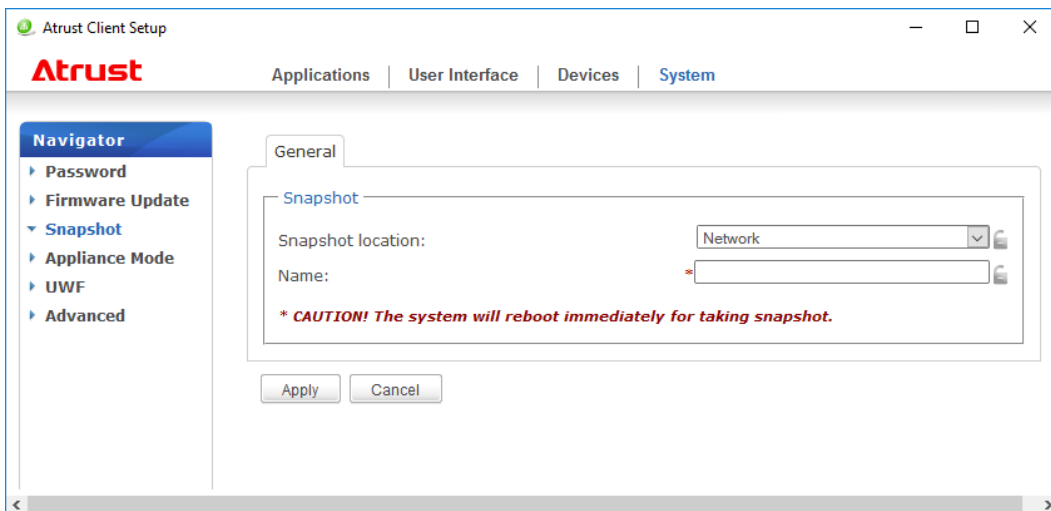 Atrust Client Setup
Atrust
Applications | User Interface | Devices | System
Navigator
Password
Firmware Update
Snapshot
Appliance Mode
UWF
Advanced
General
Snapshot
Snapshot location: Network
Name: *
* CAUTION! The system will reboot immediately for taking snapshot.
Apply Cancel